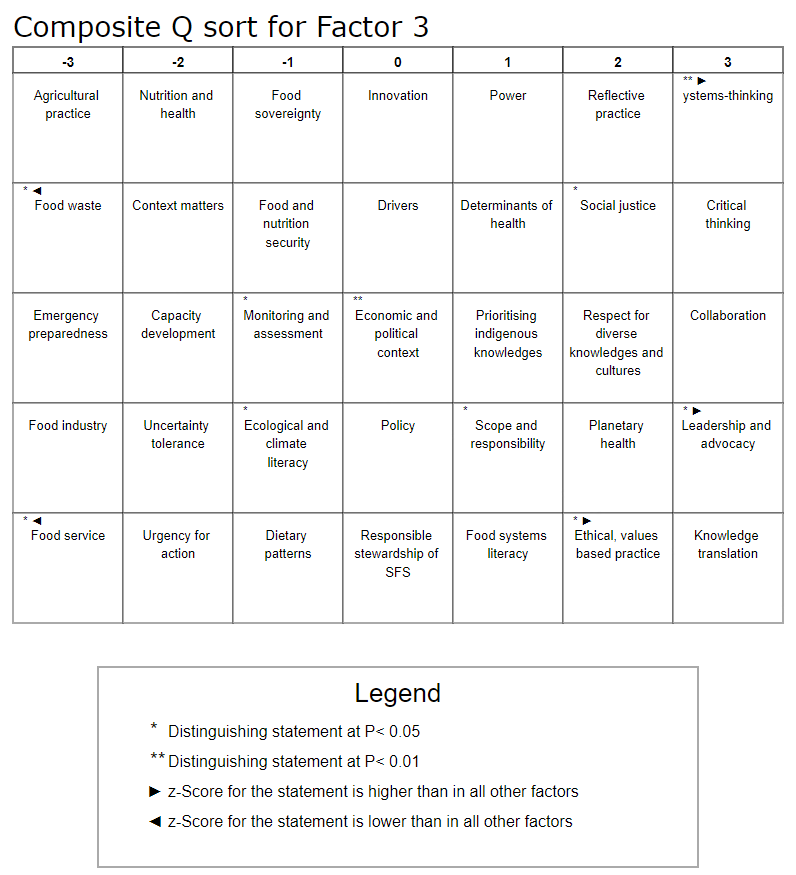 Composite Q sort for Factor 3
-3 -2 -1 0 1 2 3
** ►
Agricultural Nutrition and Food Innovation Power Reflective ystems-thinking
practice health sovereignty practice
* ◄ *
Food waste Context matters Food and Drivers Determinants of Social justice Critical
nutrition health thinking
security
* **
Emergency Capacity Monitoring and Economic and Prioritising Respect for Collaboration
preparedness development assessment political indigenous diverse
context knowledges knowledges and
cultures
* * * ►
Food industry Uncertainty Ecological and Policy Scope and Planetary Leadership and
tolerance climate responsibility health advocacy
literacy
* ◄ * ►
Food service Urgency for Dietary Responsible Food systems Ethical, values Knowledge
action patterns stewardship of literacy based practice translation
SFS
Legend
* Distinguishing statement at P< 0.05
** Distinguishing statement at P< 0.01
► z-Score for the statement is higher than in all other factors
◄ z-Score for the statement is lower than in all other factors